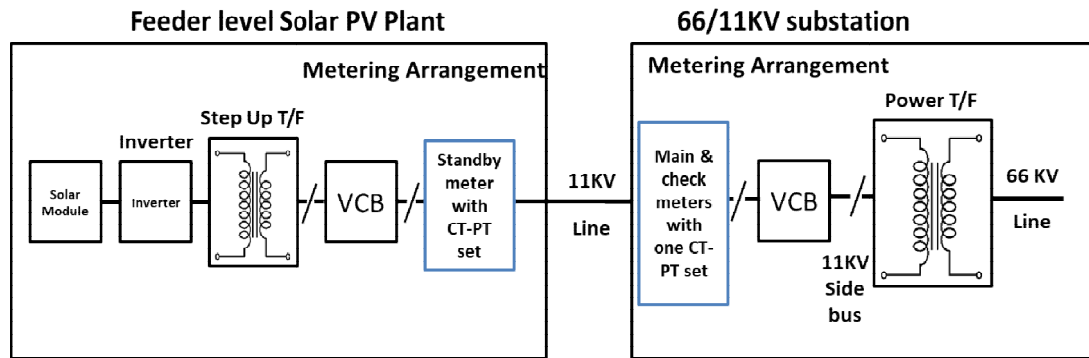 Feeder level Solar PV Plant
Metering Arrangement
Step Up T/F
Inverter
Solar
Module
Inverter
VCB
Standby
meter
with
CT-PT
set
11KV
Line
66/11KV substation
Metering Arrangement
Power T/F
Main &
check
meters
with
one CT-
PT set
VCB
11KV
Side
bus
66 KV
Line